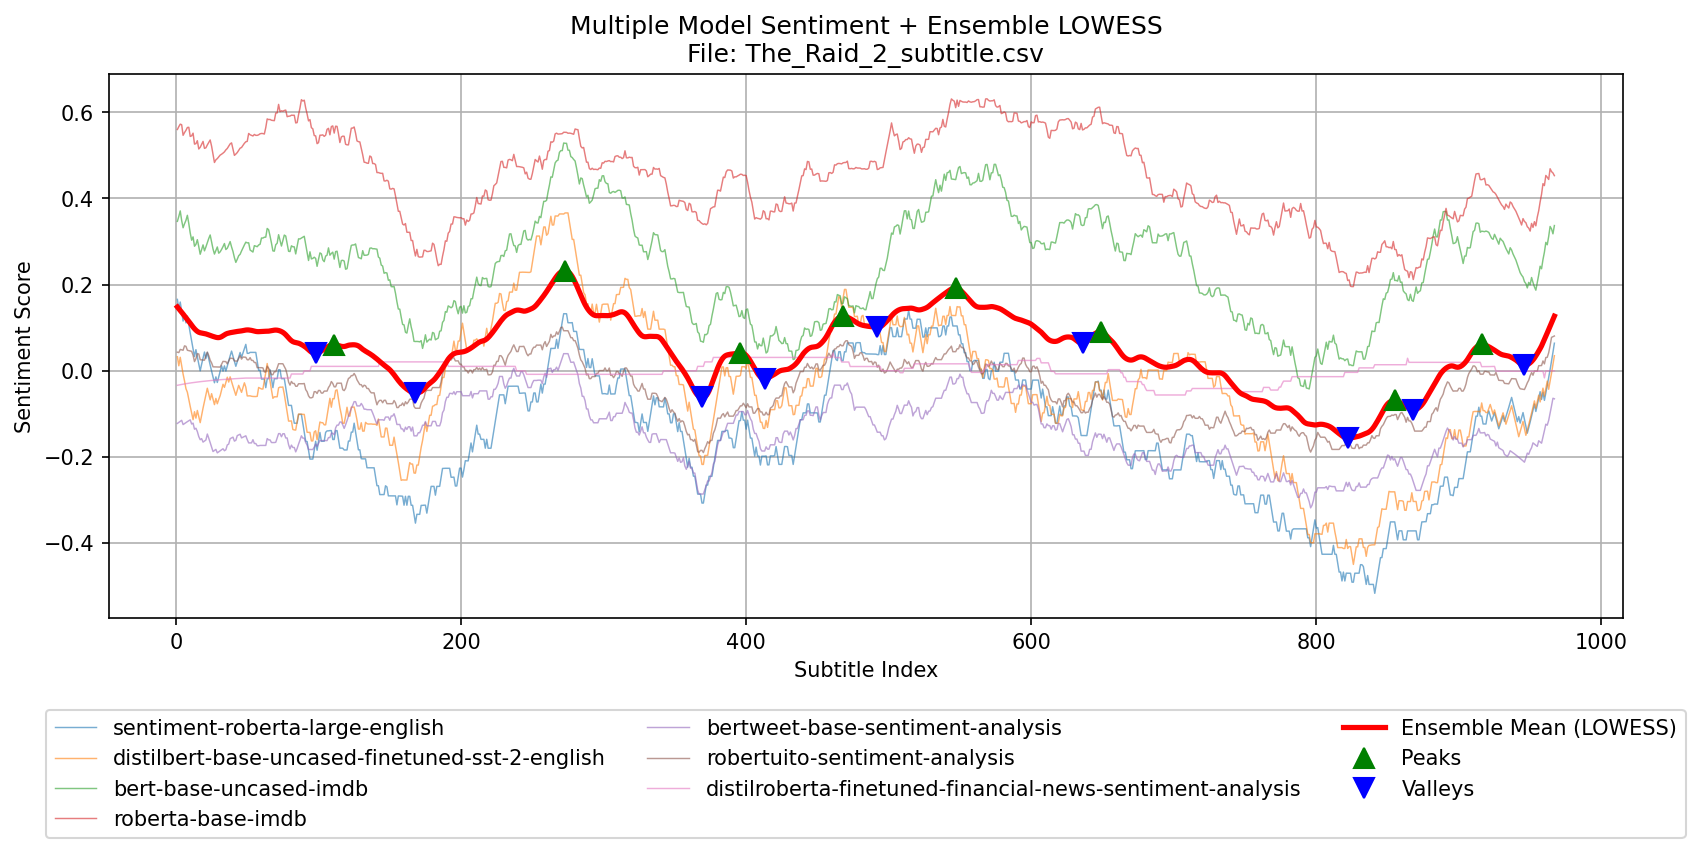 Multiple Model Sentiment + Ensemble LOWESS
File: The_Raid_2_subtitle.csv
Sentiment Score
0.6
0.4
0.2
0.0
−0.2
−0.4
0 200 400 600 800 1000
Subtitle Index
sentiment-roberta-large-english
distilbert-base-uncased-finetuned-sst-2-english
bert-base-uncased-imdb
roberta-base-imdb
bertweet-base-sentiment-analysis
robertuito-sentiment-analysis
distilroberta-finetuned-financial-news-sentiment-analysis
Ensemble Mean (LOWESS)
Peaks
Valleys